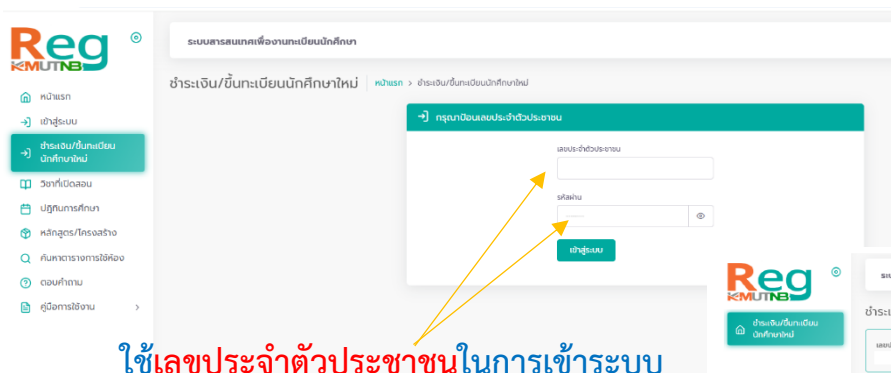 Reg
KMUTNB
ระบบสารสนเทศเพื่องานทะเบียนนักศึกษา
ชำระเงิน/ขึ้นทะเบียนนักศึกษาใหม่ หน้าแรก > ชำระเงิน/ขึ้นทะเบียนนักศึกษาใหม่
หน้าแรก
เข้าสู่ระบบ
ชำระเงิน/ขึ้นทะเบียน
นักศึกษาใหม่
วิชาที่เปิดสอน
ปฏิทินการศึกษา
หลักสูตร/โครงสร้าง
ค้นหาตารางการใช้ห้อง
ตอบคำถาม
คู่มือการใช้งาน >
กรุณาป้อนเลขประจำตัวประชาชน
เลขประจำตัวประชาชน
รหัสผ่าน
เข้าสู่ระบบ
Reg
KMUTNB
ชำระเงิน/ขึ้นทะเบียน
นักศึกษาใหม่
ใช้เลขประจำตัวประชาชนในการเข้าระบบ